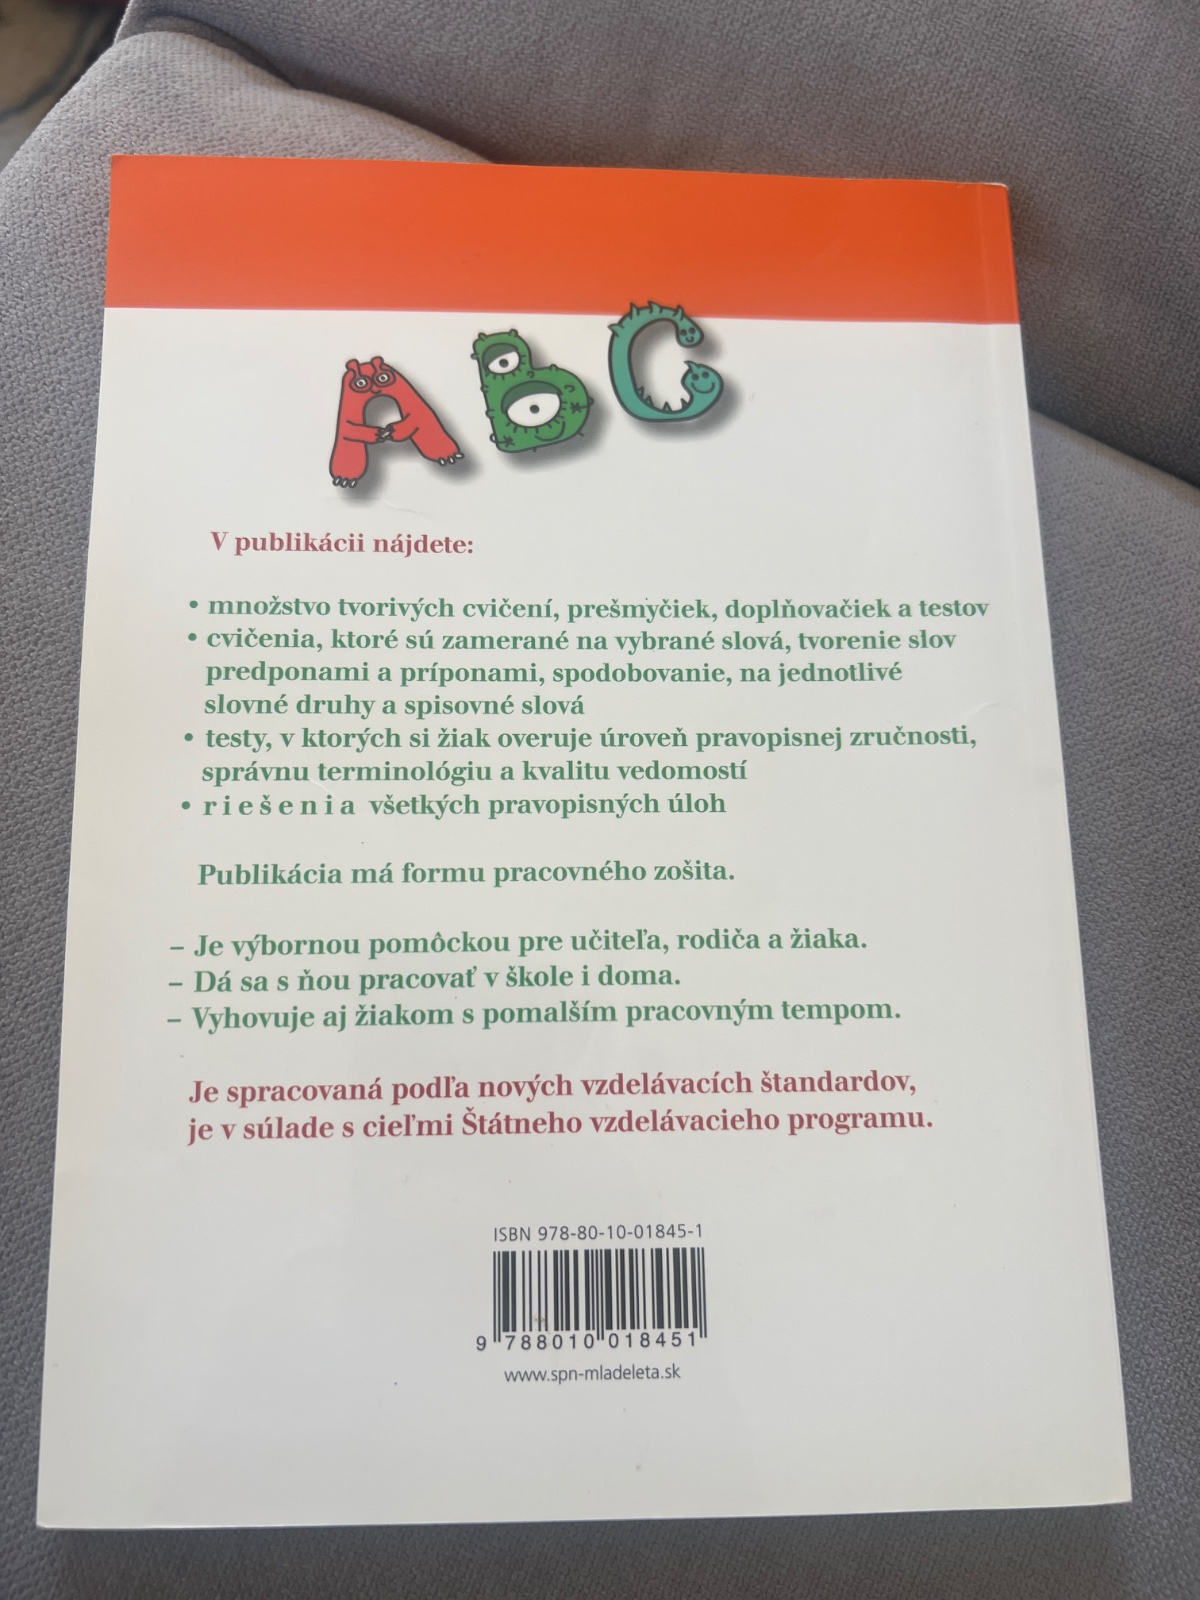 ABC
V publikácii nájdete:
• množstvo tvorivých cvičení, prešmyčiek, doplňovačiek a testov
• cvičenia, ktoré sú zamerané na vybrané slová, tvorenie slov
predponami a príponami, spodobovanie, na jednotlivé
slovné druhy a spisovné slová
• testy, v ktorých si žiak overuje úroveň pravopisnej zručnosti,
správnu terminológiu a kvalitu vedomostí
• r i e š e n i a všetkých pravopisných úloh
Publikácia má formu pracovného zošita.
– Je výbornou pomôckou pre učiteľa, rodiča a žiaka.
– Dá sa s ňou pracovať v škole i doma.
– Vyhovuje aj žiakom s pomalším pracovným tempom.
Je spracovaná podľa nových vzdelávacích štandardov,
je v súlade s cieľmi Štátneho vzdelávacieho programu.
ISBN 978-80-10-01845-1
9 788010 018451
www.spn-mladeleta.sk